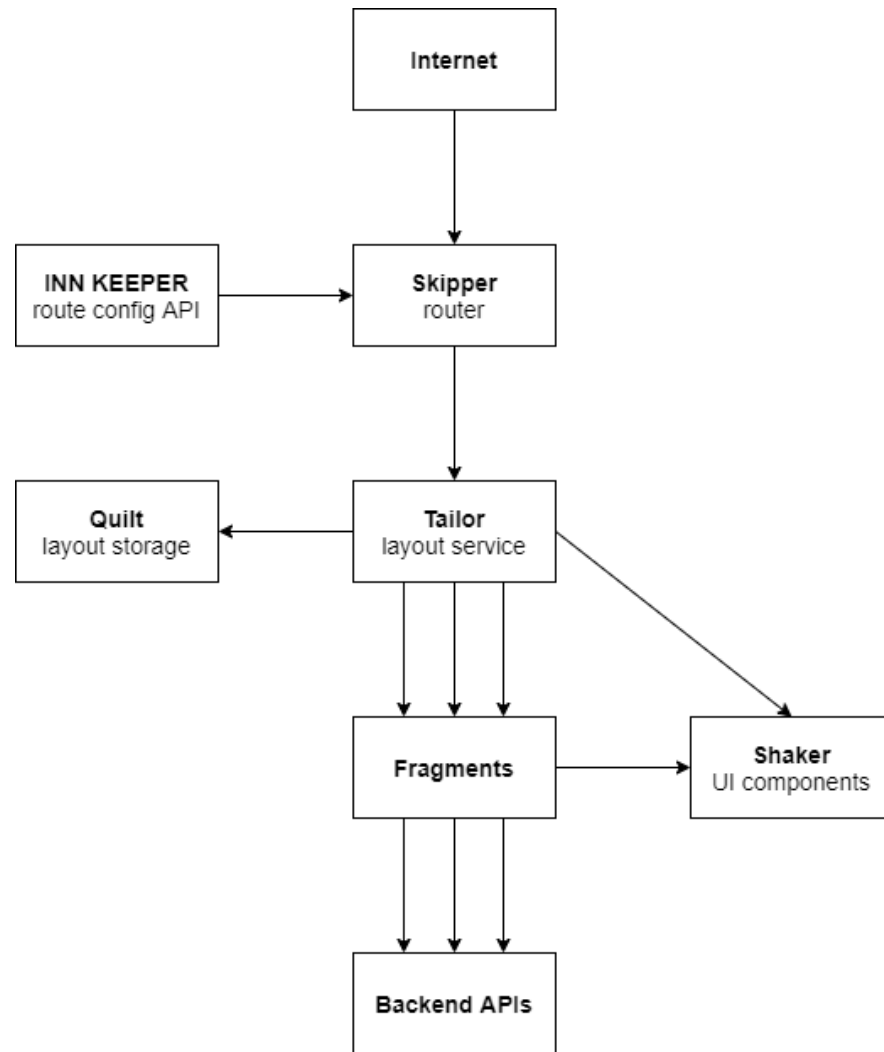 Internet
INN KEEPER
route config API
Skipper
router
Quilt
layout storage
Tailor
layout service
Fragments
Shaker
UI components
Backend APIs